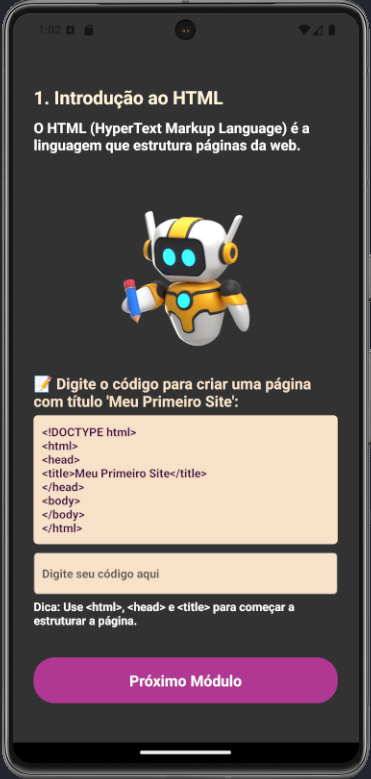 1:02
1. Introdução ao HTML
O HTML (HyperText Markup Language) é a
linguagem que estrutura páginas da web.
📝 Digite o código para criar uma página
com título 'Meu Primeiro Site':
<!DOCTYPE html>
<html>
<head>
<title>Meu Primeiro Site</title>
</head>
<body>
</body>
</html>
Digite seu código aqui
Dica: Use <html>, <head> e <title> para começar a
estruturar a página.
Próximo Módulo